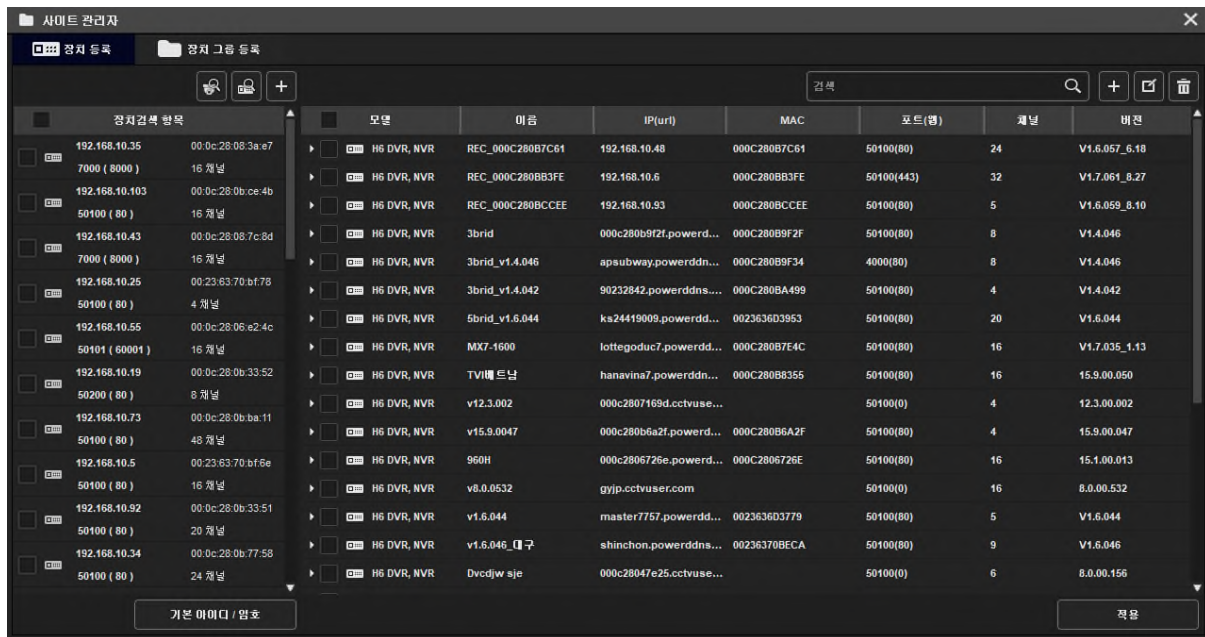 사이트 관리자
장치 등록 장치 그룹 등록
검색
장치검색 항목
192.168.10.35 00:0c:28:08:3a:e7
7000 ( 8000 ) 16 채널
192.168.10.103 00:0c:28:0b:ce:4b
50100 ( 80 ) 16 채널
192.168.10.43 00:0c:28:08:7c:8d
7000 ( 8000 ) 16 채널
192.168.10.25 00:23:63:70:bf:78
50100 ( 80 ) 4 채널
192.168.10.55 00:0c:28:06:e2:4c
50101 ( 60001 ) 16 채널
192.168.10.19 00:0c:28:0b:33:52
50200 ( 80 ) 8 채널
192.168.10.73 00:0c:28:0b:ba:11
50100 ( 80 ) 48 채널
192.168.10.5 00:23:63:70:bf:6e
50100 ( 80 ) 16 채널
192.168.10.92 00:0c:28:0b:33:51
50100 ( 80 ) 20 채널
192.168.10.34 00:0c:28:0b:77:58
50100 ( 80 ) 24 채널
기본 아이디 / 암호
모델 이름 IP(url) MAC 포트(웹) 채널 버전
H6 DVR, NVR REC_000C280B7C61 192.168.10.48 000C280B7C61 50100(80) 24 V1.6.057_6.18
H6 DVR, NVR REC_000C280BB3FE 192.168.10.6 000C280BB3FE 50100(443) 32 V1.7.061_8.27
H6 DVR, NVR REC_000C280BCCEE 192.168.10.93 000C280BCCEE 50100(80) 5 V1.6.059_8.10
H6 DVR, NVR 3brid 000c280b9f2f.powerd... 000C280B9F2F 50100(80) 8 V1.4.046
H6 DVR, NVR 3brid_v1.4.046 apsubway.powerddn... 000C280B9F34 4000(80) 8 V1.4.046
H6 DVR, NVR 3brid_v1.4.042 90232842.powerddns.... 000C280BA499 50100(80) 4 V1.4.042
H6 DVR, NVR 5brid_v1.6.044 ks24419009.powerdd... 0023636D3953 50100(80) 20 V1.6.044
H6 DVR, NVR MX7-1600 lottegoduc7.powerdd... 000C280B7E4C 50100(80) 16 V1.7.035_1.13
H6 DVR, NVR TVI베트남 hanavina7.powerddn... 000C280B8355 50100(80) 16 15.9.00.050
H6 DVR, NVR v12.3.002 000c2807169d.cctvuse... 50100(0) 4 12.3.00.002
H6 DVR, NVR v15.9.0047 000c280b6a2f.powerd... 000C280B6A2F 50100(80) 4 15.9.00.047
H6 DVR, NVR 960H 000c2806726e.powerd... 000C2806726E 50100(80) 16 15.1.00.013
H6 DVR, NVR v8.0.0532 gyjp.cctvuser.com 50100(0) 16 8.0.00.532
H6 DVR, NVR v1.6.044 master7757.powerdd... 0023636D3779 50100(80) 5 V1.6.044
H6 DVR, NVR v1.6.046_대구 shinchon.powerddns... 00236370BECA 50100(80) 9 V1.6.046
H6 DVR, NVR Dvcdjw sje 000c28047e25.cctvuse... 50100(0) 6 8.0.00.156
적용